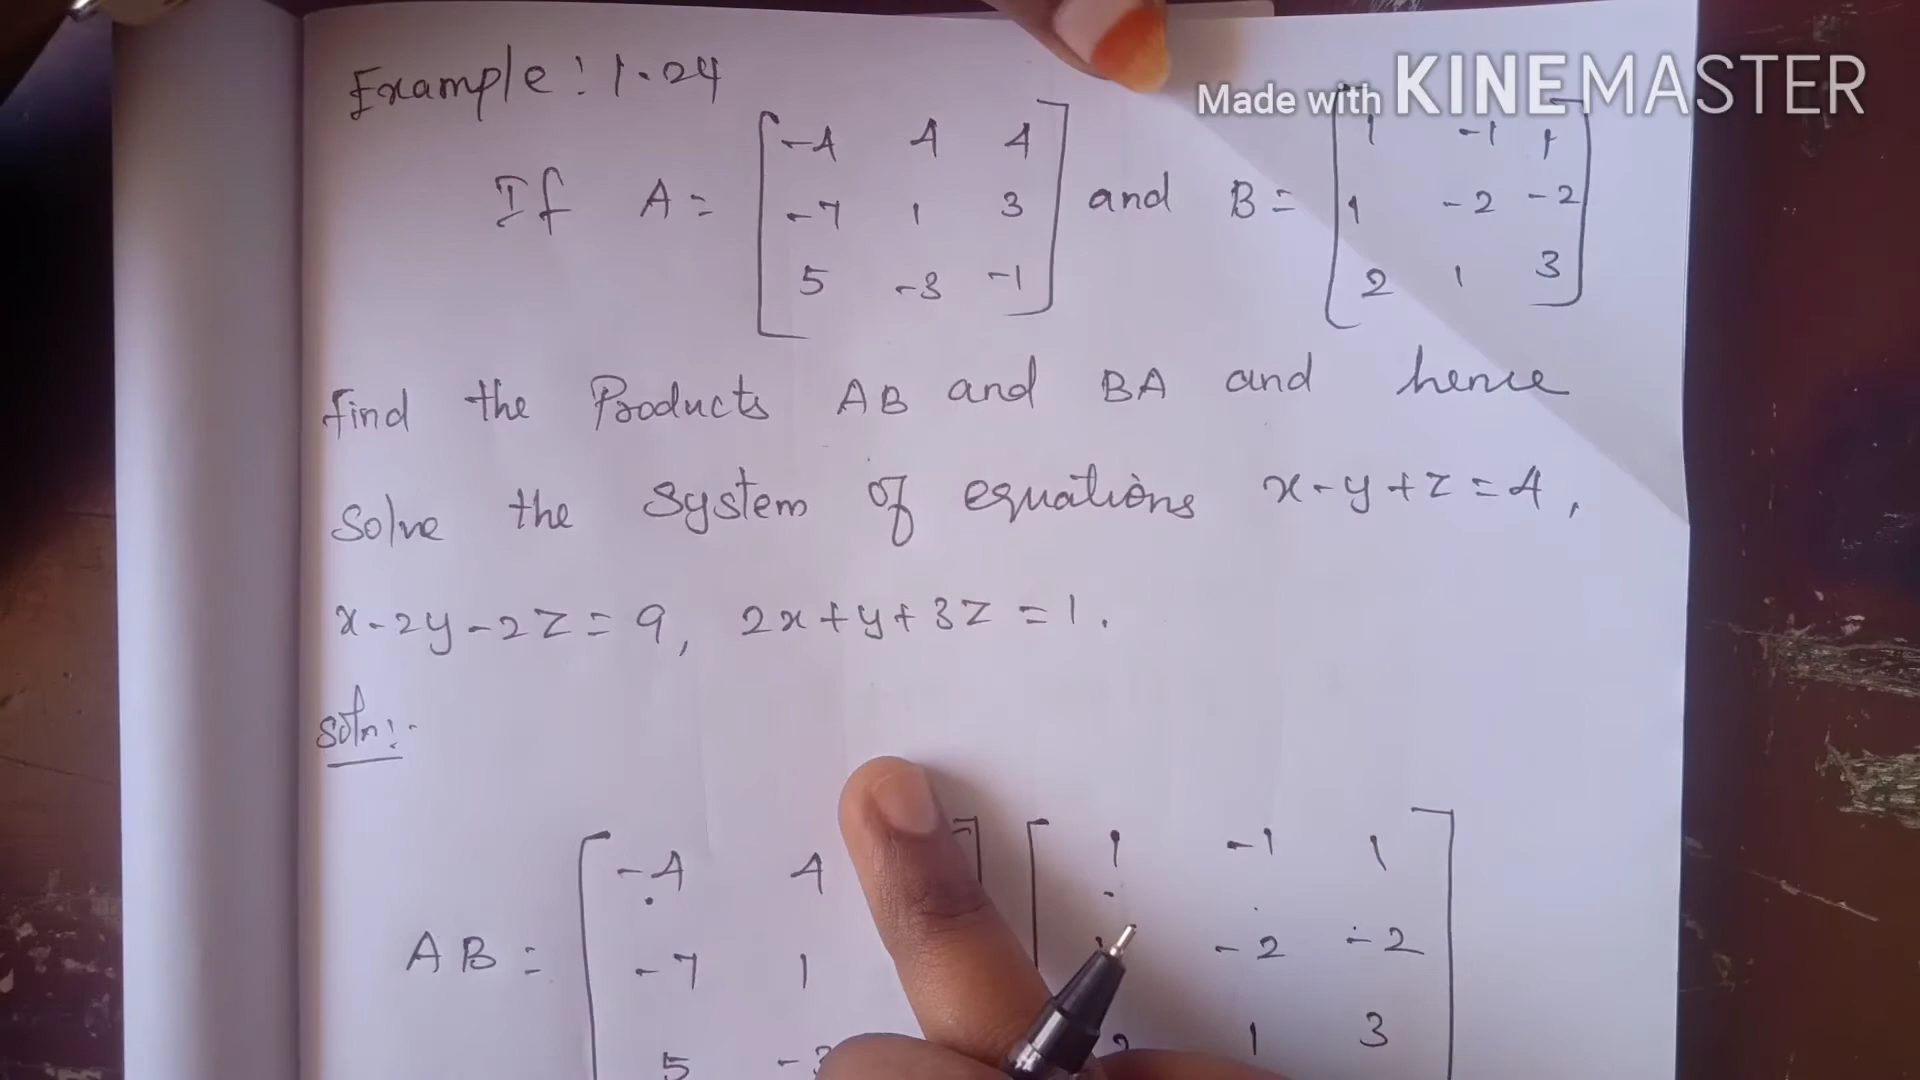 Example: 1.24
Made with KINEMASTER
-4 4 4 1 -1 1
If A = -7 1 3 and B = 1 -2 -2
5 -3 -1 2 1 3
find the Products AB and BA and hence
Solve the System of equations x-y+z=4,
x-2y-2z=9, 2x+y+3z=1.
Soln:-
-4 4 1 -1 1
AB = -7 1 -2 -2
5 1 3